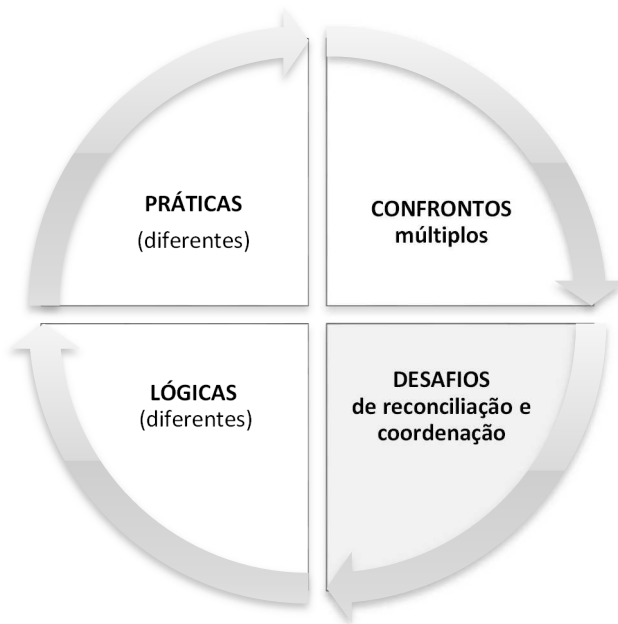 PRÁTICAS
(diferentes)
CONFRONTOS
múltiplos
LÓGICAS
(diferentes)
DESAFIOS
de reconciliação e
coordenação